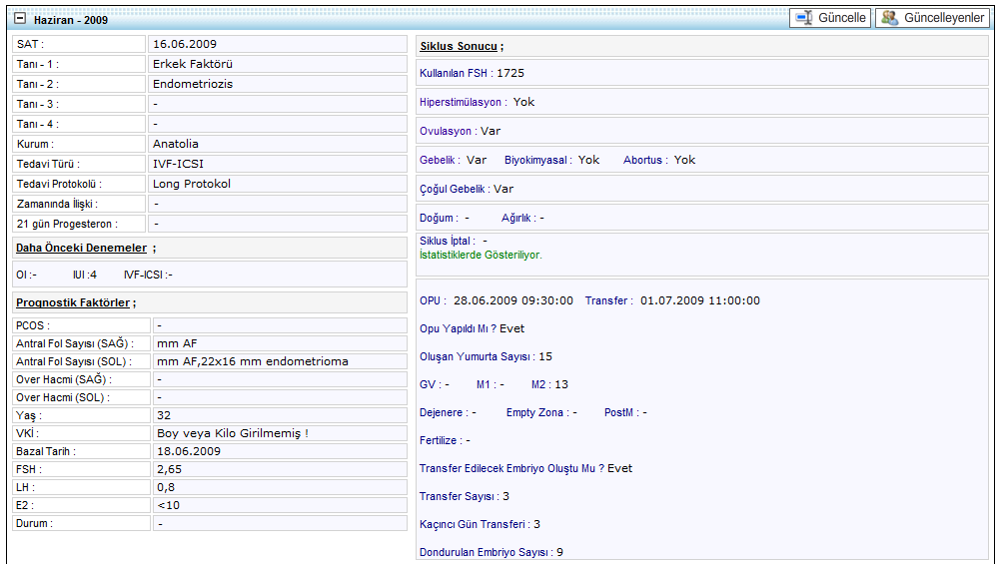 Haziran - 2009
Güncelle
Güncelleyenler
SAT : 16.06.2009
Tanı - 1 : Erkek Faktörü
Tanı - 2 : Endometriozis
Tanı - 3 : -
Tanı - 4 : -
Kurum : Anatolia
Tedavi Türü : IVF-ICSI
Tedavi Protokolü : Long Protokol
Zamanında İlişki : -
21 gün Progesteron : -
Daha Önceki Denemeler ;
OI :- IUI :4 IVF-ICSI :-
Prognostik Faktörler ;
PCOS : -
Antral Fol Sayısı (SAĞ) : mm AF
Antral Fol Sayısı (SOL) : mm AF,22x16 mm endometrioma
Over Hacmi (SAĞ) : -
Over Hacmi (SOL) : -
Yaş : 32
VKİ : Boy veya Kilo Girilmemiş !
Bazal Tarih : 18.06.2009
FSH : 2,65
LH : 0,8
E2 : <10
Durum : -
Siklus Sonucu ;
Kullanılan FSH : 1725
Hiperstimülasyon : Yok
Ovulasyon : Var
Gebelik : Var Biyokimyasal : Yok Abortus : Yok
Çoğul Gebelik : Var
Doğum : - Ağırlık : -
Siklus İptal : -
İstatistiklerde Gösteriliyor.
OPU : 28.06.2009 09:30:00 Transfer : 01.07.2009 11:00:00
Opu Yapıldı Mı ? Evet
Oluşan Yumurta Sayısı : 15
GV : - M1 : - M2 : 13
Dejenere : - Empty Zona : - PostM : -
Fertilize : -
Transfer Edilecek Embriyo Oluştu Mu ? Evet
Transfer Sayısı : 3
Kaçıncı Gün Transferi : 3
Dondurulan Embriyo Sayısı : 9